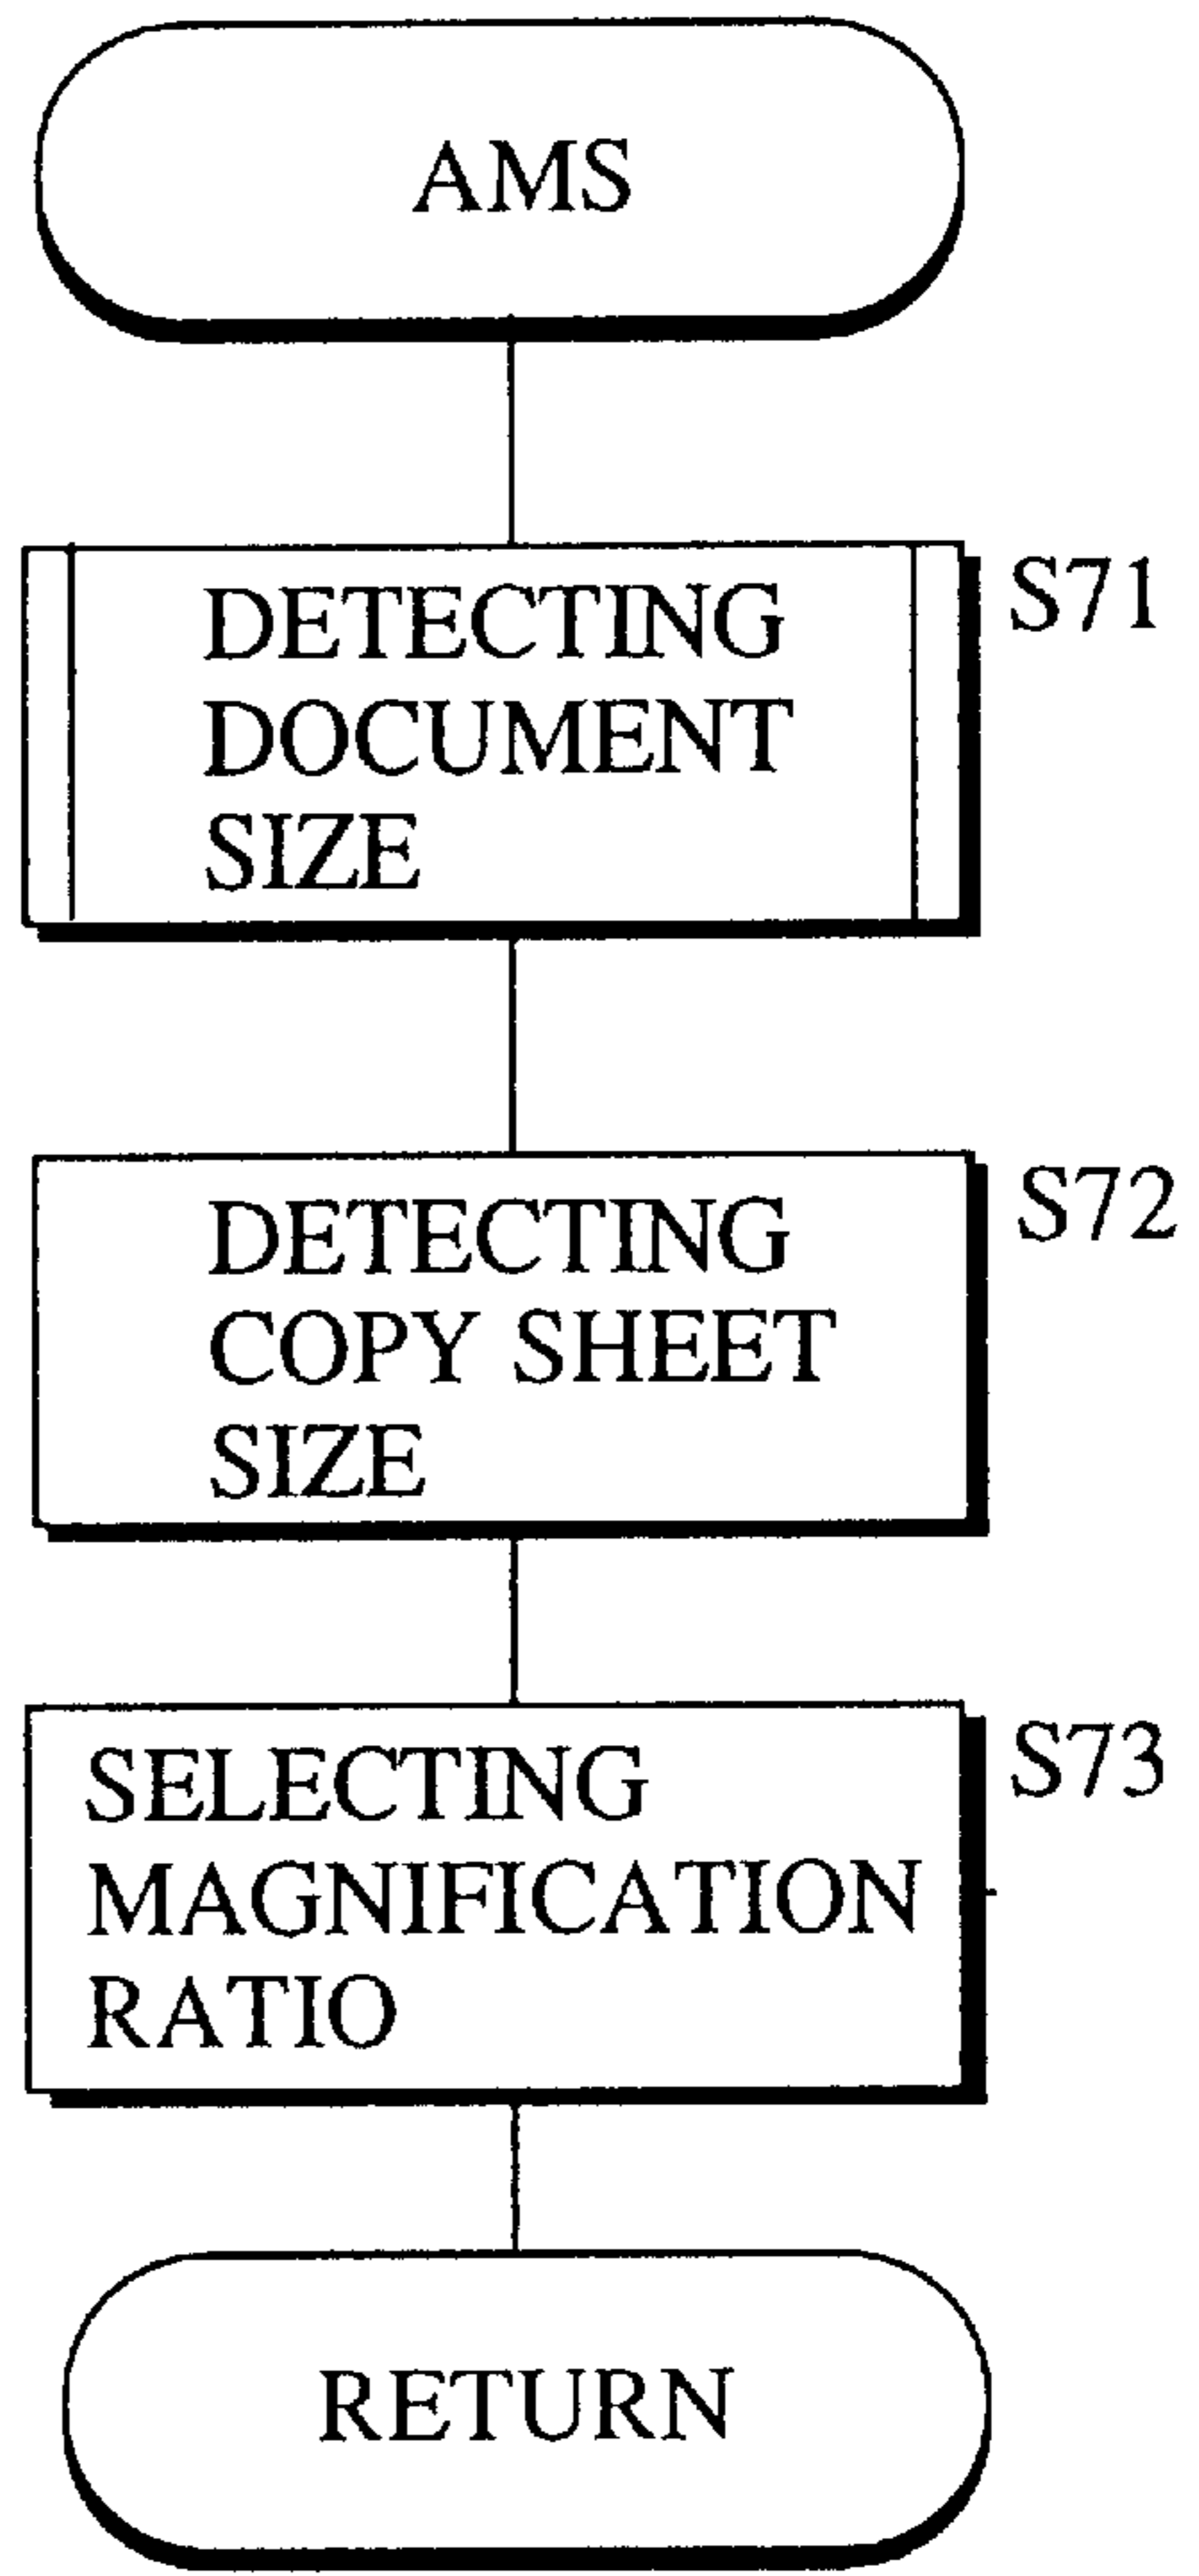 AMS
DETECTING
DOCUMENT
SIZE
S71
DETECTING
COPY SHEET
SIZE
S72
SELECTING
MAGNIFICATION
RATIO
S73
RETURN